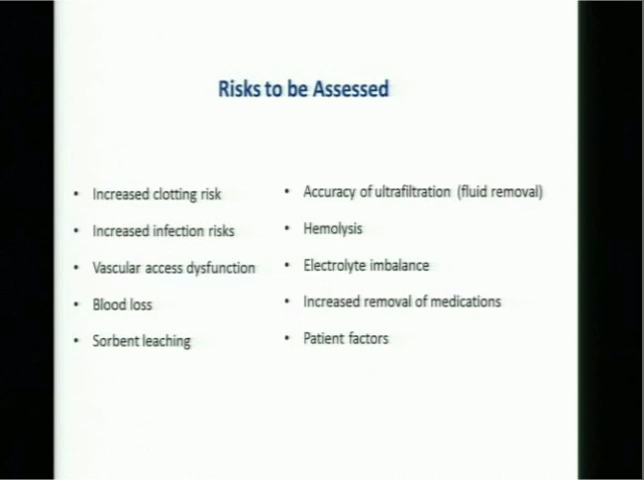 Risks to be Assessed
• Increased clotting risk
• Increased infection risks
• Vascular access dysfunction
• Blood loss
• Sorbent leaching
• Accuracy of ultrafiltration (fluid removal)
• Hemolysis
• Electrolyte imbalance
• Increased removal of medications
• Patient factors